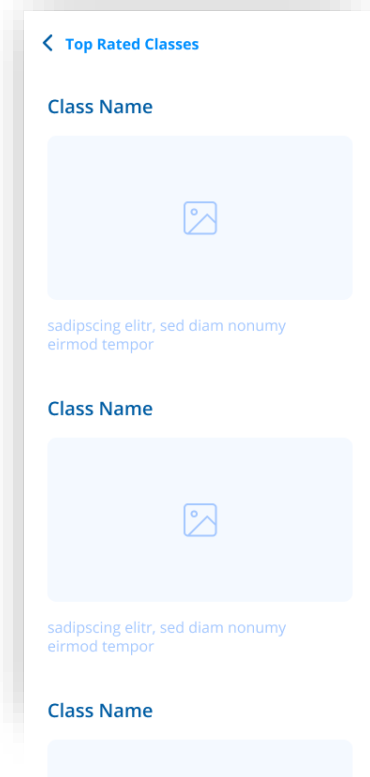 Top Rated Classes
Class Name
sadipscing elitr, sed diam nonumy
eirmod tempor
Class Name
sadipscing elitr, sed diam nonumy
eirmod tempor
Class Name